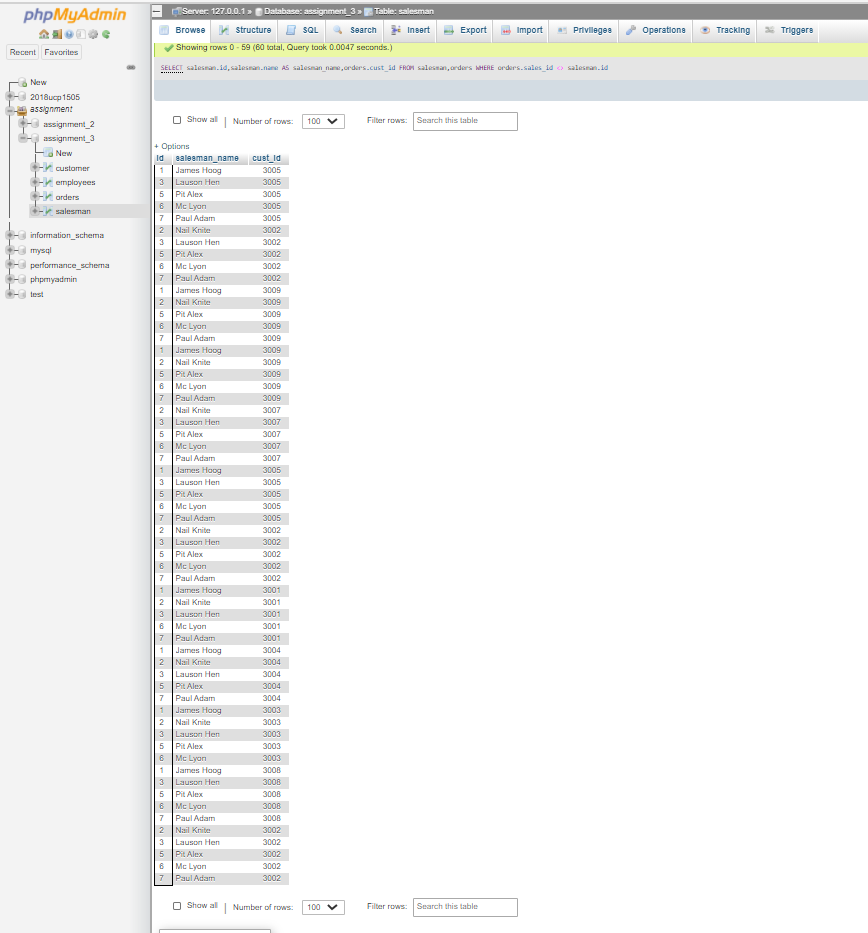 phpMyAdmin
Recent Favorites
New
2018ucp1505
assignment
assignment_2
assignment_3
New
customer
employees
orders
salesman
information_schema
mysql
performance_schema
phpmyadmin
test
Server: 127.0.0.1 » Database: assignment_3 » Table: salesman
Browse Structure SQL Search Insert Export Import Privileges Operations Tracking Triggers
Showing rows 0 - 59 (60 total, Query took 0.0047 seconds.)
SELECT salesman.id,salesman.name AS salesman_name,orders.cust_id FROM salesman,orders WHERE orders.sales_id <> salesman.id
Show all | Number of rows: 100 Filter rows: Search this table
+ Options
id salesman_name cust_id
1 James Hoog 3005
3 Lauson Hen 3005
5 Pit Alex 3005
6 Mc Lyon 3005
7 Paul Adam 3005
2 Nail Knite 3002
3 Lauson Hen 3002
5 Pit Alex 3002
6 Mc Lyon 3002
7 Paul Adam 3002
1 James Hoog 3009
2 Nail Knite 3009
5 Pit Alex 3009
6 Mc Lyon 3009
7 Paul Adam 3009
1 James Hoog 3009
2 Nail Knite 3009
5 Pit Alex 3009
6 Mc Lyon 3009
7 Paul Adam 3009
2 Nail Knite 3007
3 Lauson Hen 3007
5 Pit Alex 3007
6 Mc Lyon 3007
7 Paul Adam 3007
1 James Hoog 3005
3 Lauson Hen 3005
5 Pit Alex 3005
6 Mc Lyon 3005
7 Paul Adam 3005
2 Nail Knite 3002
3 Lauson Hen 3002
5 Pit Alex 3002
6 Mc Lyon 3002
7 Paul Adam 3002
1 James Hoog 3001
2 Nail Knite 3001
3 Lauson Hen 3001
6 Mc Lyon 3001
7 Paul Adam 3001
1 James Hoog 3004
2 Nail Knite 3004
3 Lauson Hen 3004
5 Pit Alex 3004
7 Paul Adam 3004
1 James Hoog 3003
2 Nail Knite 3003
3 Lauson Hen 3003
5 Pit Alex 3003
6 Mc Lyon 3003
1 James Hoog 3008
3 Lauson Hen 3008
5 Pit Alex 3008
6 Mc Lyon 3008
7 Paul Adam 3008
2 Nail Knite 3002
3 Lauson Hen 3002
5 Pit Alex 3002
6 Mc Lyon 3002
7 Paul Adam 3002
Show all | Number of rows: 100 Filter rows: Search this table